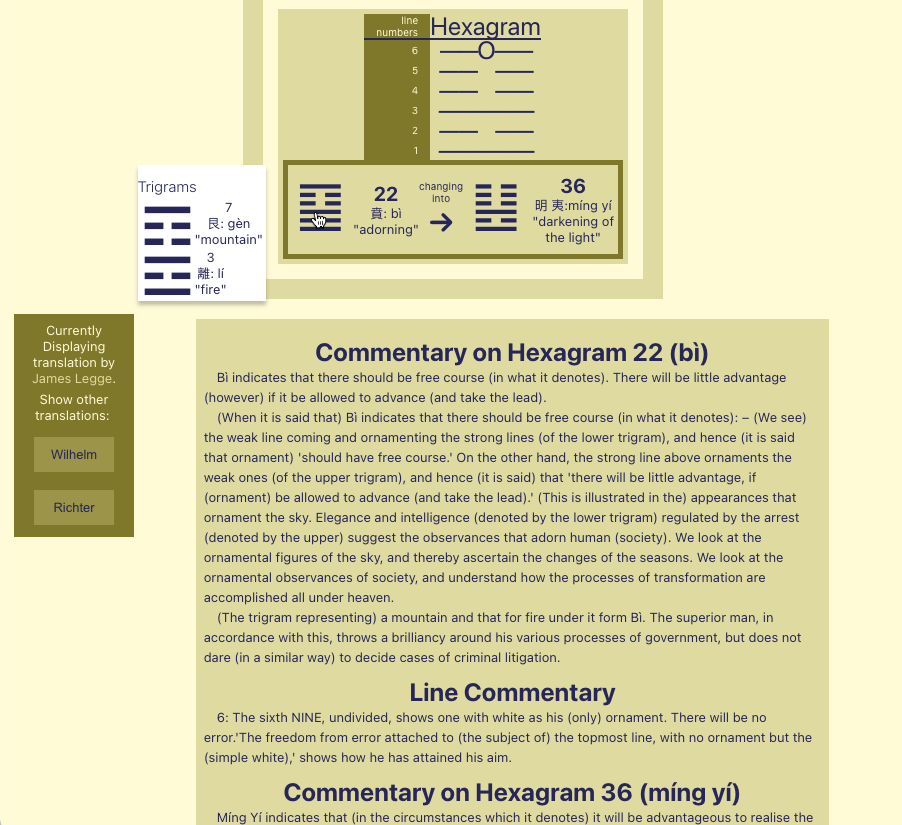 line
numbers
Hexagram
6
O
5
4
3
2
1
Trigrams
7
艮: gèn
"mountain"
3
離: lí
"fire"
22
賁: bì
"adorning"
changing
into
36
明 夷:míng yí
"darkening of
the light"
Currently
Displaying
translation by
James Legge.
Show other
translations:
Wilhelm
Richter
Commentary on Hexagram 22 (bì)
Bì indicates that there should be free course (in what it denotes). There will be little advantage
(however) if it be allowed to advance (and take the lead).
(When it is said that) Bì indicates that there should be free course (in what it denotes): – (We see)
the weak line coming and ornamenting the strong lines (of the lower trigram), and hence (it is said
that ornament) 'should have free course.' On the other hand, the strong line above ornaments the
weak ones (of the upper trigram), and hence (it is said) that 'there will be little advantage, if
(ornament) be allowed to advance (and take the lead).' (This is illustrated in the) appearances that
ornament the sky. Elegance and intelligence (denoted by the lower trigram) regulated by the arrest
(denoted by the upper) suggest the observances that adorn human (society). We look at the
ornamental figures of the sky, and thereby ascertain the changes of the seasons. We look at the
ornamental observances of society, and understand how the processes of transformation are
accomplished all under heaven.
(The trigram representing) a mountain and that for fire under it form Bì. The superior man, in
accordance with this, throws a brilliancy around his various processes of government, but does not
dare (in a similar way) to decide cases of criminal litigation.
Line Commentary
6: The sixth NINE, undivided, shows one with white as his (only) ornament. There will be no
error.'The freedom from error attached to (the subject of) the topmost line, with no ornament but the
(simple white),' shows how he has attained his aim.
Commentary on Hexagram 36 (míng yí)
Míng Yí indicates that (in the circumstances which it denotes) it will be advantageous to realise the